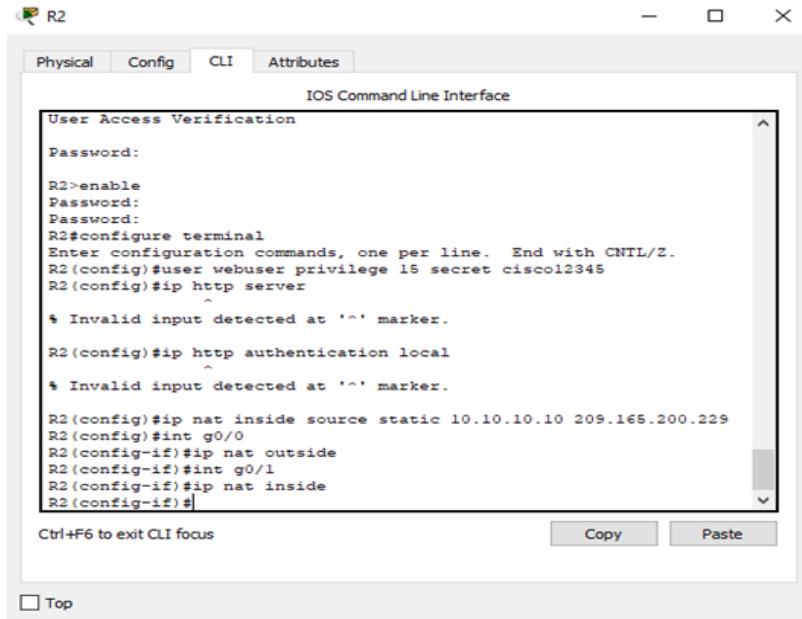 R2
Physical Config CLI Attributes
IOS Command Line Interface
User Access Verification
Password:
R2>enable
Password:
Password:
R2#configure terminal
Enter configuration commands, one per line. End with CNTL/Z.
R2(config)#user webuser privilege 15 secret cisco12345
R2(config)#ip http server
^
% Invalid input detected at '^' marker.
R2(config)#ip http authentication local
^
% Invalid input detected at '^' marker.
R2(config)#ip nat inside source static 10.10.10.10 209.165.200.229
R2(config)#int g0/0
R2(config-if)#ip nat outside
R2(config-if)#int g0/1
R2(config-if)#ip nat inside
R2(config-if)#
Ctrl+F6 to exit CLI focus
Copy Paste
Top